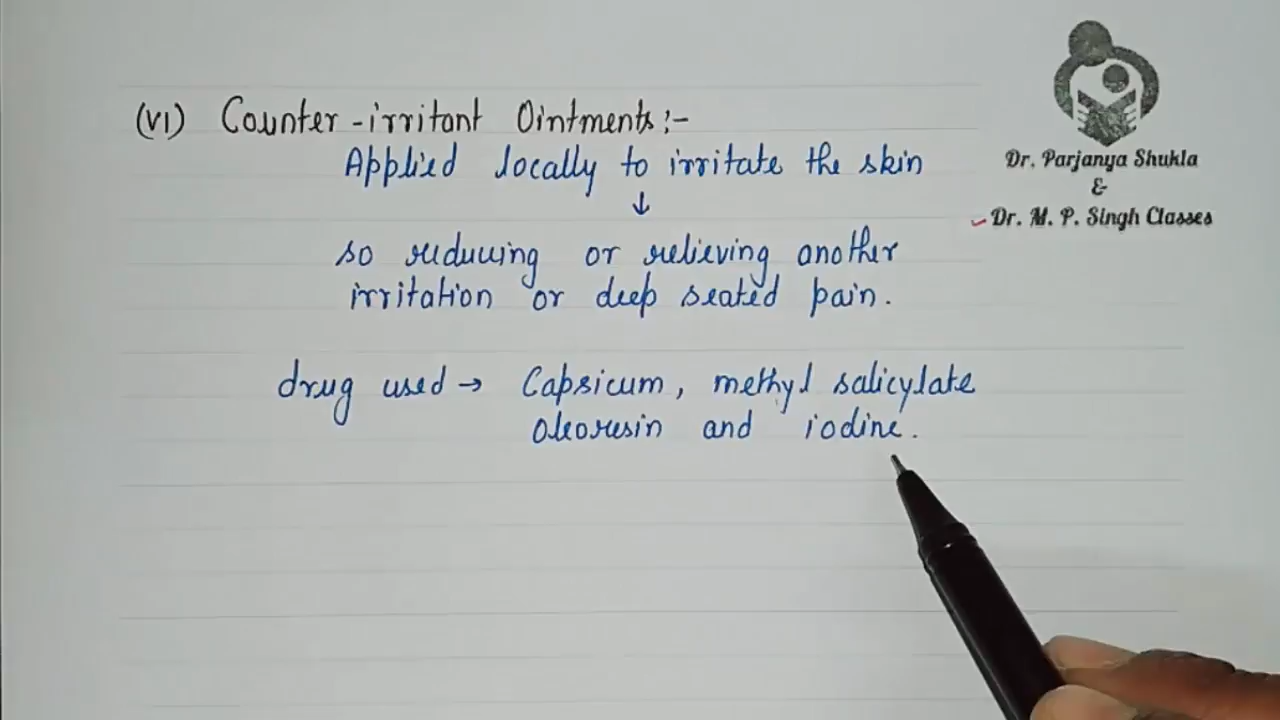 (VI) Counter-irritant Ointments:-
Applied locally to irritate the skin
↓
so reducing or relieving another
irritation or deep seated pain.
drug used → Capsicum, methyl salicylate
Oleoresin and iodine.
Dr. Parjanya Shukla
&
Dr. M. P. Singh Classes